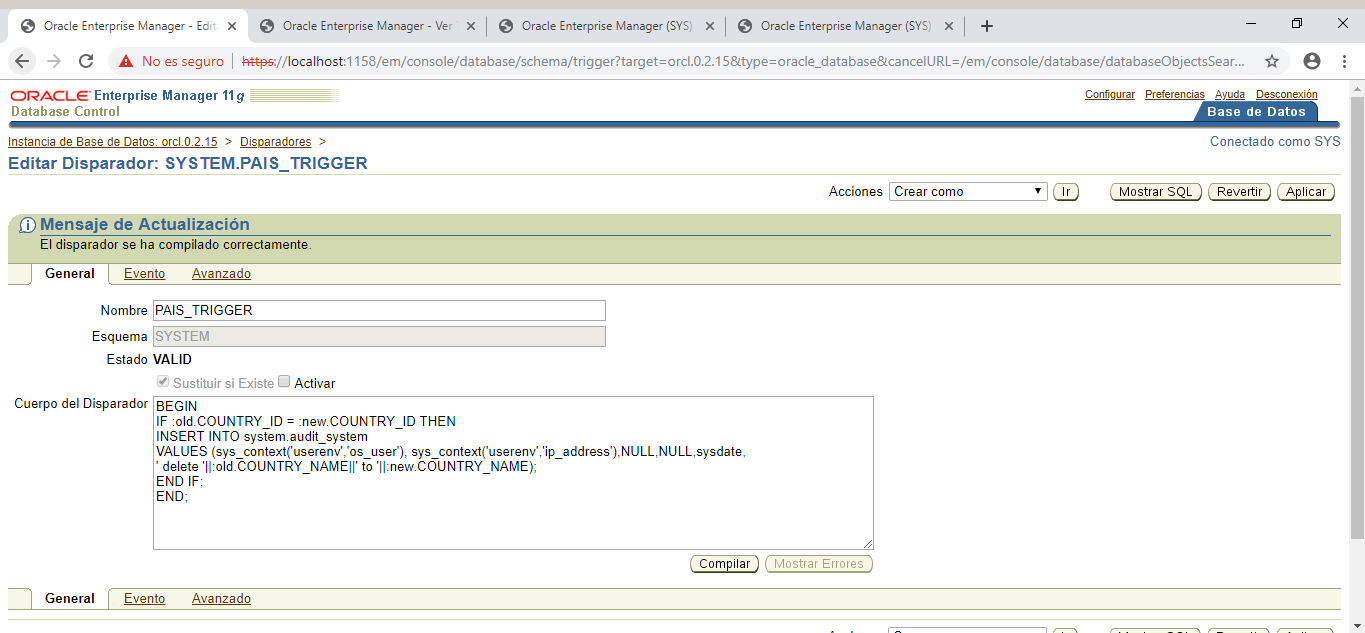 Oracle Enterprise Manager - Edit
Oracle Enterprise Manager - Ver
Oracle Enterprise Manager (SYS)
Oracle Enterprise Manager (SYS)
No es seguro | https://localhost:1158/em/console/database/schema/trigger?target=orcl.0.2.15&type=oracle_database&cancelURL=/em/console/database/databaseObjectsSear...
ORACLE Enterprise Manager 11g
Database Control
Configurar Preferencias Ayuda Desconexión
Base de Datos
Instancia de Base de Datos: orcl.0.2.15 > Disparadores >
Conectado como SYS
Editar Disparador: SYSTEM.PAIS_TRIGGER
Acciones Crear como Ir Mostrar SQL Revertir Aplicar
Mensaje de Actualización
El disparador se ha compilado correctamente.
General Evento Avanzado
Nombre PAIS_TRIGGER
Esquema SYSTEM
Estado VALID
Sustituir si Existe Activar
Cuerpo del Disparador
BEGIN
IF :old.COUNTRY_ID = :new.COUNTRY_ID THEN
INSERT INTO system.audit_system
VALUES (sys_context('userenv','os_user'), sys_context('userenv','ip_address'),NULL,NULL,sysdate,
' delete '||:old.COUNTRY_NAME||' to '||:new.COUNTRY_NAME);
END IF;
END;
Compilar Mostrar Errores
General Evento Avanzado